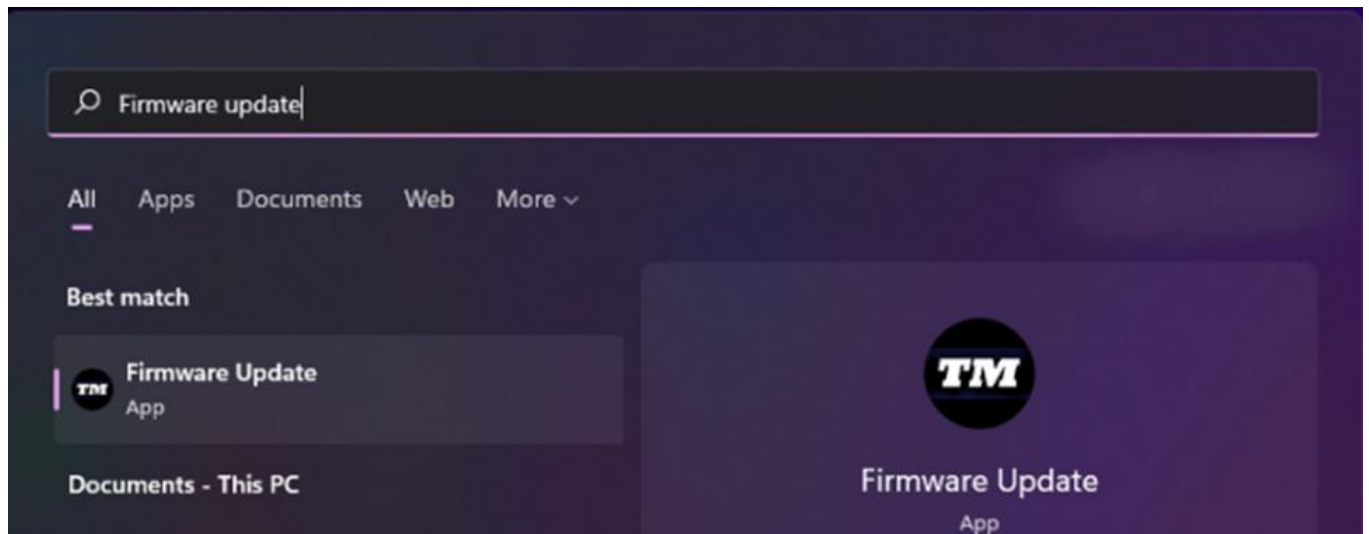 Firmware update
All Apps Documents Web More
Best match
TM
Firmware Update
App
Documents - This PC
TM
Firmware Update
App